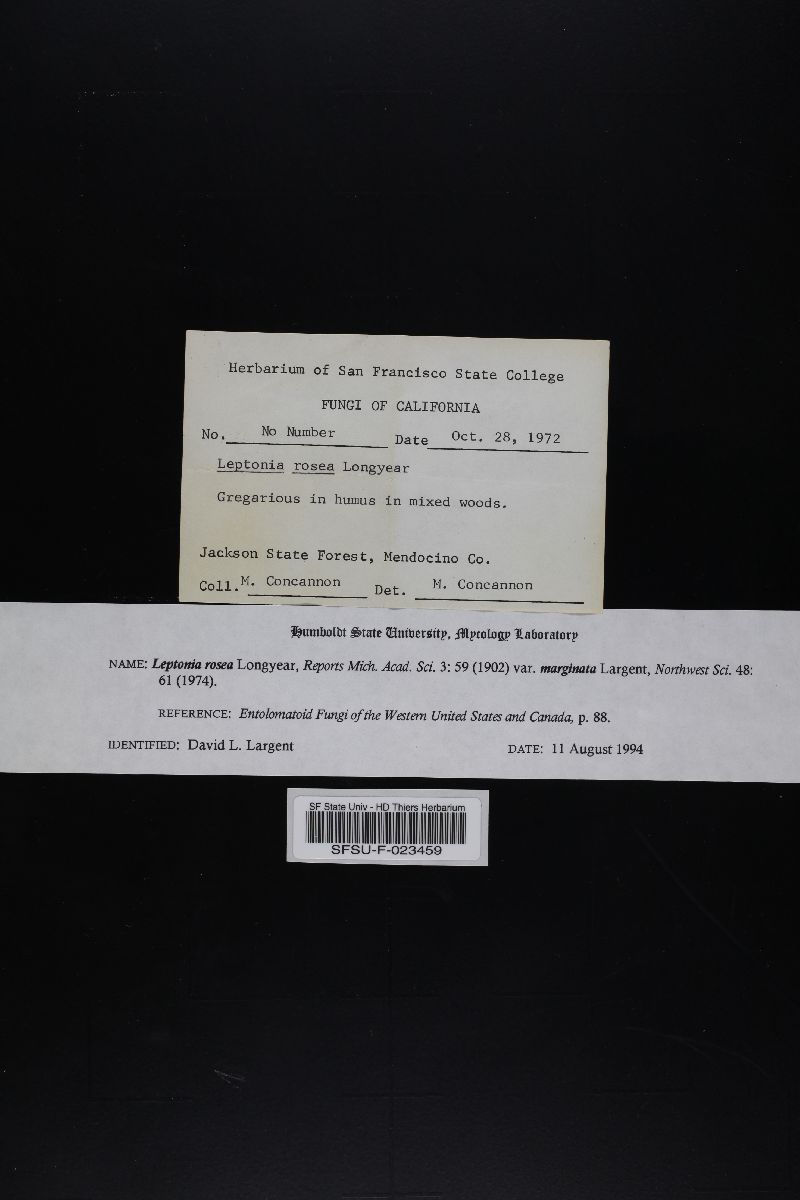 Herbarium of San Francisco State College
FUNGI OF CALIFORNIA
No. No Number Date Oct. 28, 1972
Leptonia rosea Longyear
Gregarious in humus in mixed woods.
Jackson State Forest, Mendocino Co.
Coll. M. Concannon Det. M. Concannon
Humboldt State University, Mycology Laboratory
NAME: Leptonia rosea Longyear, Reports Mich. Acad. Sci. 3: 59 (1902) var. marginata Largent, Northwest Sci. 48:
61 (1974).
REFERENCE: Entolomatoid Fungi of the Western United States and Canada, p. 88.
IDENTIFIED: David L. Largent DATE: 11 August 1994
SF State Univ - HD Thiers Herbarium
SFSU-F-023459